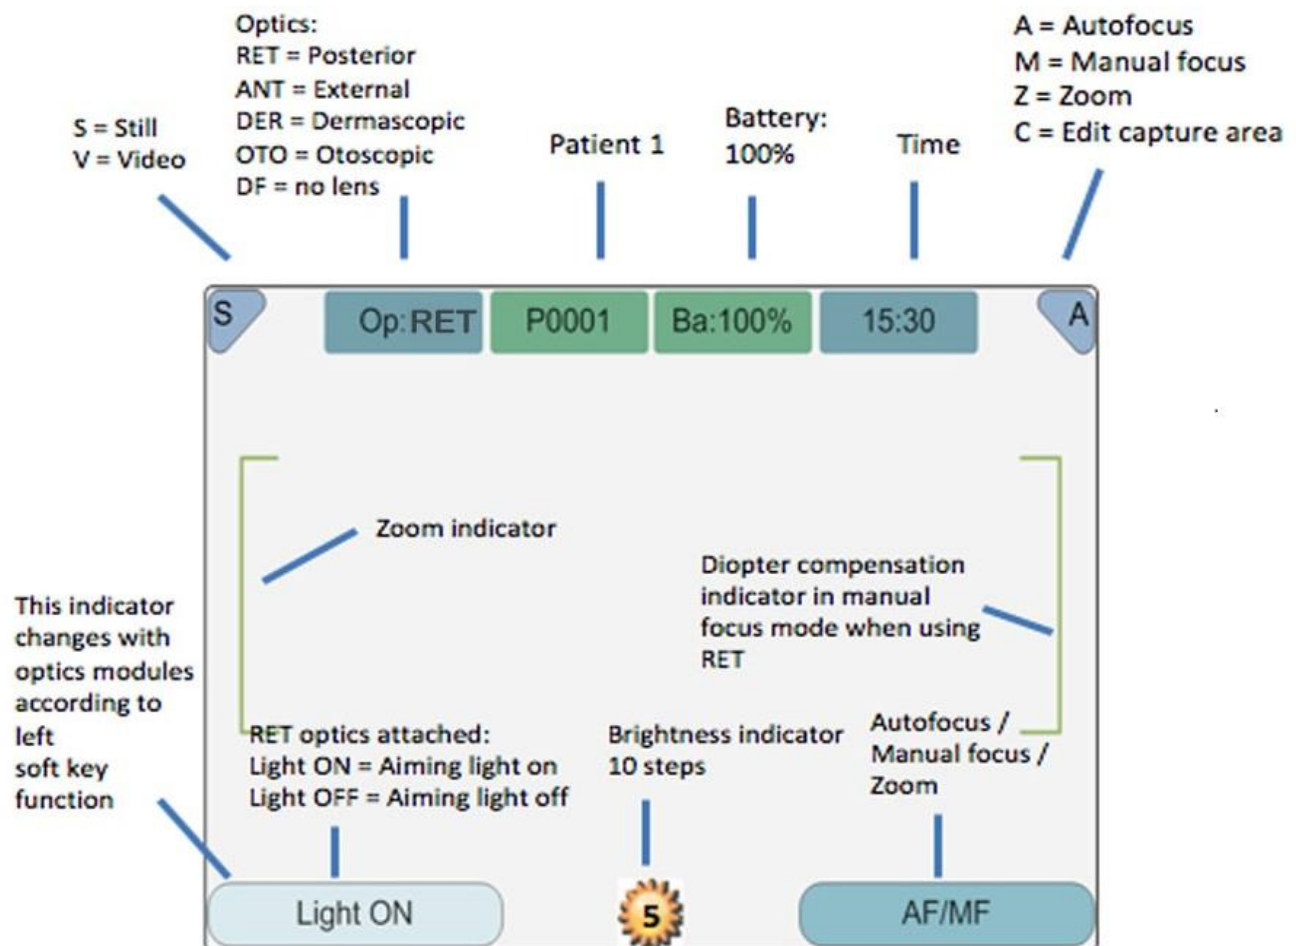 Optics:
RET = Posterior
ANT = External
DER = Dermascopic
OTO = Otoscopic
DF = no lens
S = Still
V = Video
Patient 1
Battery:
100%
Time
A = Autofocus
M = Manual focus
Z = Zoom
C = Edit capture area
S
Op:RET
P0001
Ba:100%
15:30
A
Zoom indicator
Diopter compensation
indicator in manual
focus mode when using
RET
This indicator
changes with
optics modules
according to
left
soft key
function
RET optics attached:
Light ON = Aiming light on
Light OFF = Aiming light off
Brightness indicator
10 steps
Autofocus /
Manual focus /
Zoom
Light ON
5
AF/MF